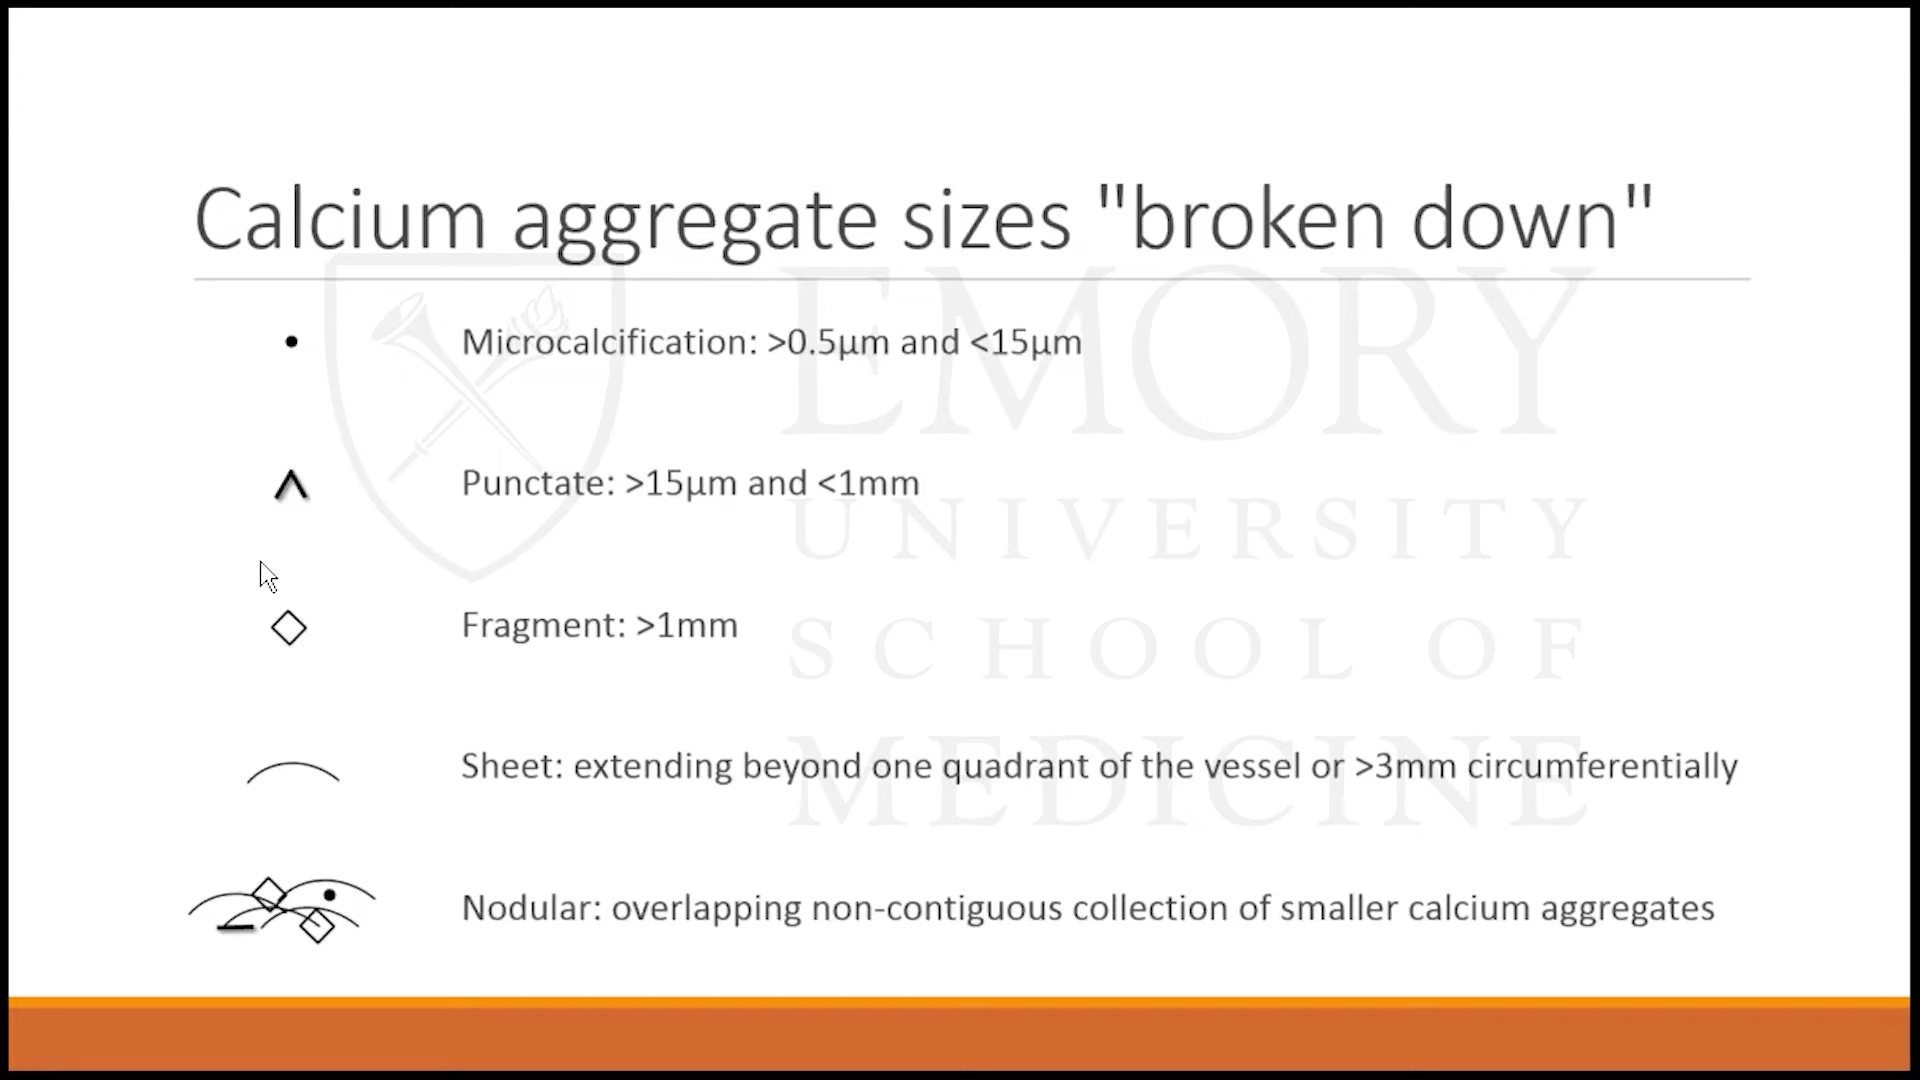 Calcium aggregate sizes "broken down"
Microcalcification: >0.5µm and <15µm
Punctate: >15µm and <1mm
Fragment: >1mm
Sheet: extending beyond one quadrant of the vessel or >3mm circumferentially
Nodular: overlapping non-contiguous collection of smaller calcium aggregates
EMORY
UNIVERSITY
SCHOOL OF
MEDICINE